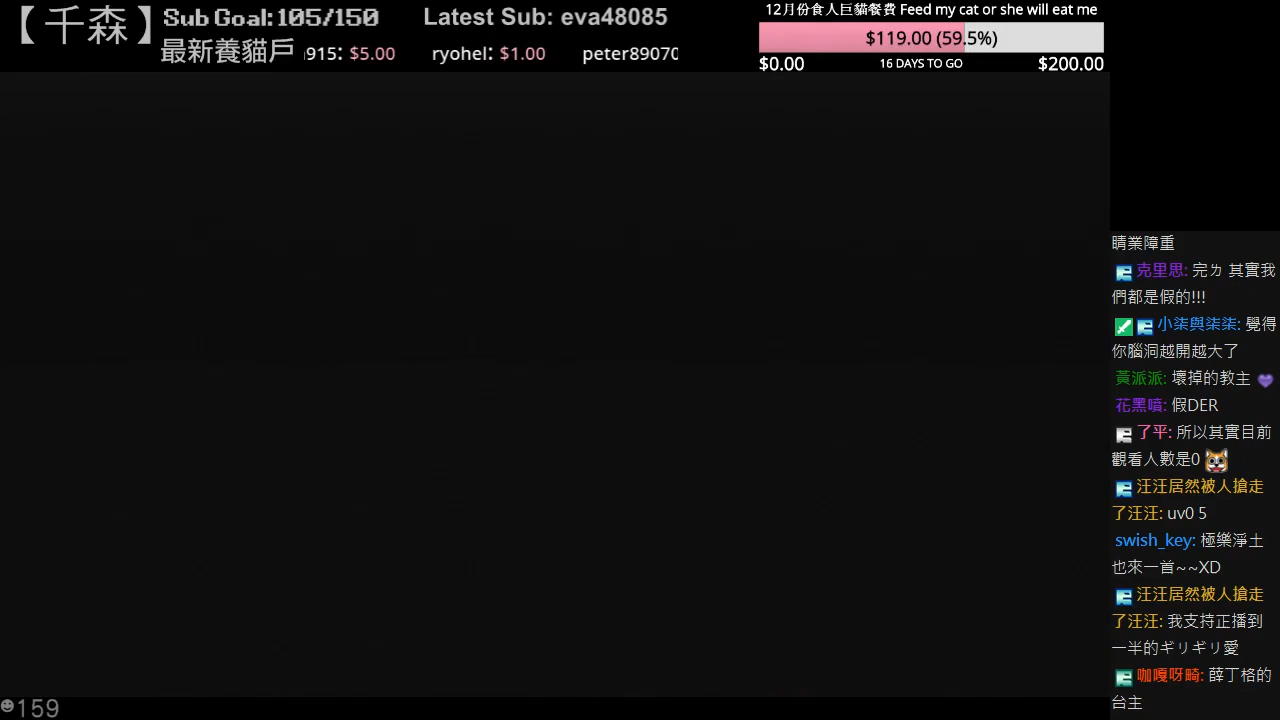 【千森】
Sub Goal:105/150
Latest Sub: eva48085
最新養貓戶
915: $5.00 ryohel: $1.00 peter89070
12月份食人巨貓餐費 Feed my cat or she will eat me
$119.00 (59.5%)
$0.00 16 DAYS TO GO $200.00
睛業障重
克里思: 完ㄌ 其實我
們都是假的!!!
小柒與柒柒: 覺得
你腦洞越開越大了
黃派派: 壞掉的教主
花黑噴: 假DER
了平: 所以其實目前
觀看人數是0
汪汪居然被人搶走
了汪汪: uv0 5
swish_key: 極樂淨土
也來一首~~XD
汪汪居然被人搶走
了汪汪: 我支持正播到
一半的ギリギリ愛
咖嘎呀畸: 薛丁格的
台主
159